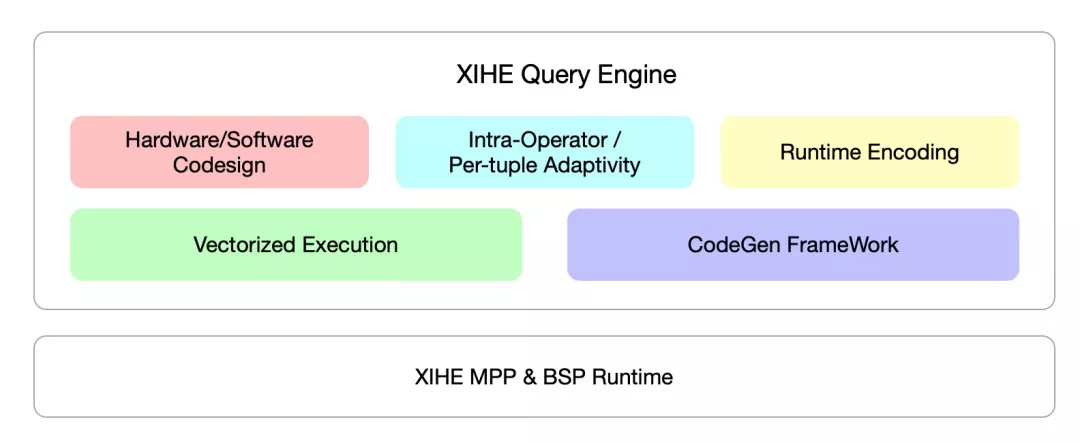 XIHE Query Engine
Hardware/Software
Codesign
Intra-Operator /
Per-tuple Adaptivity
Runtime Encoding
Vectorized Execution
CodeGen FrameWork
XIHE MPP & BSP Runtime